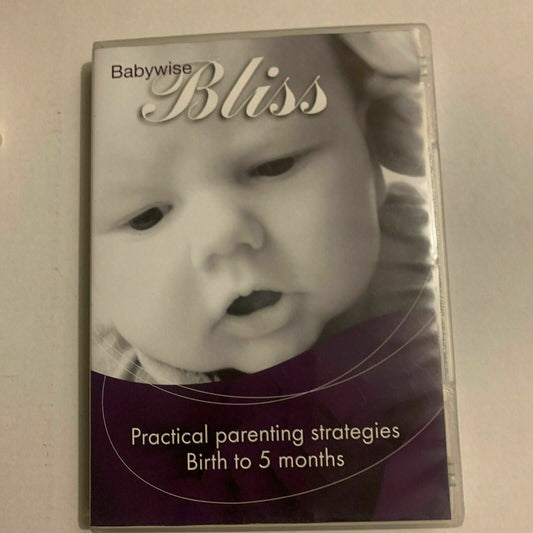 Babywise
Bliss
Practical parenting strategies
Birth to 5 months